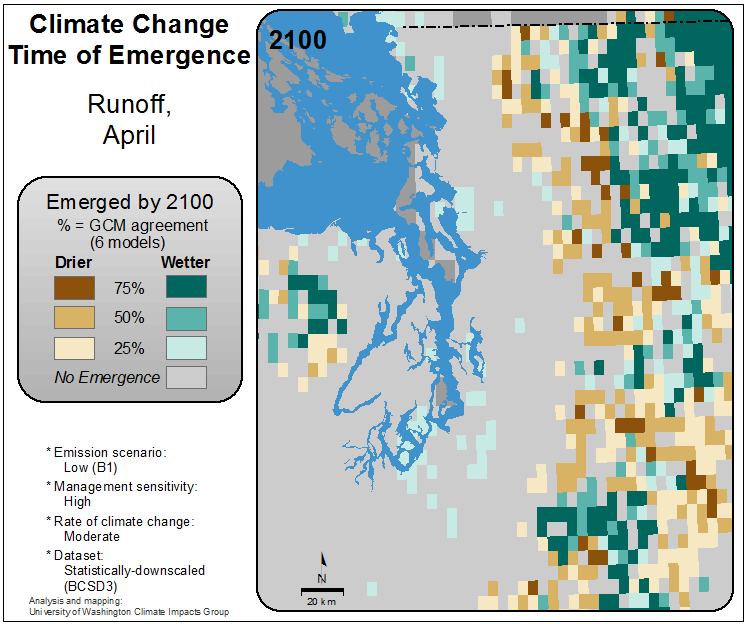 Climate Change
Time of Emergence
Runoff,
April
Emerged by 2100
% = GCM agreement
(6 models)
Drier Wetter
75%
50%
25%
No Emergence
* Emission scenario:
Low (B1)
* Management sensitivity:
High
* Rate of climate change:
Moderate
* Dataset:
Statistically-downscaled
(BCSD3)
Analysis and mapping:
University of Washington Climate Impacts Group
2100
N
20 km